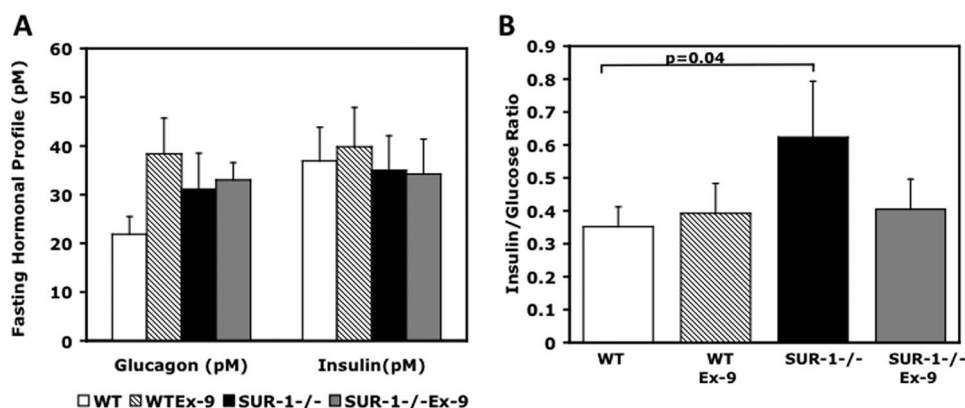 A
Fasting Hormonal Profile (pM)
60
50
40
30
20
10
0
Glucagon (pM) Insulin(pM)
WT WTEx-9 SUR-1-/- SUR-1-/-Ex-9
B
Insulin/Glucose Ratio
0.9
0.8
0.7
0.6
0.5
0.4
0.3
0.2
0.1
0
p=0.04
WT WT SUR-1-/- SUR-1-/-
Ex-9 Ex-9